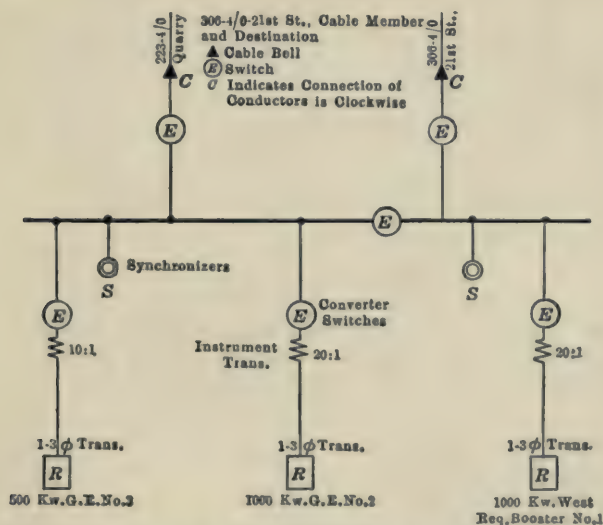 223-4/0
Quarry
306-4/0-21st St., Cable Member
and Destination
Cable Bell
E Switch
C Indicates Connection of
Conductors is Clockwise
306-4/0
21st St.,
C
C
E
E
E
Synchronizers
S
S
E
E
Converter
Switches
E
10:1
Instrument
Trans.
20:1
20:1
1-3 φ Trans.
1-3 φ Trans.
1-3 φ Trans.
R
R
R
500 Kw.G.E.No.3
1000 Kw.G.E.No.2
1000 Kw.West
Reg.Booster No.1